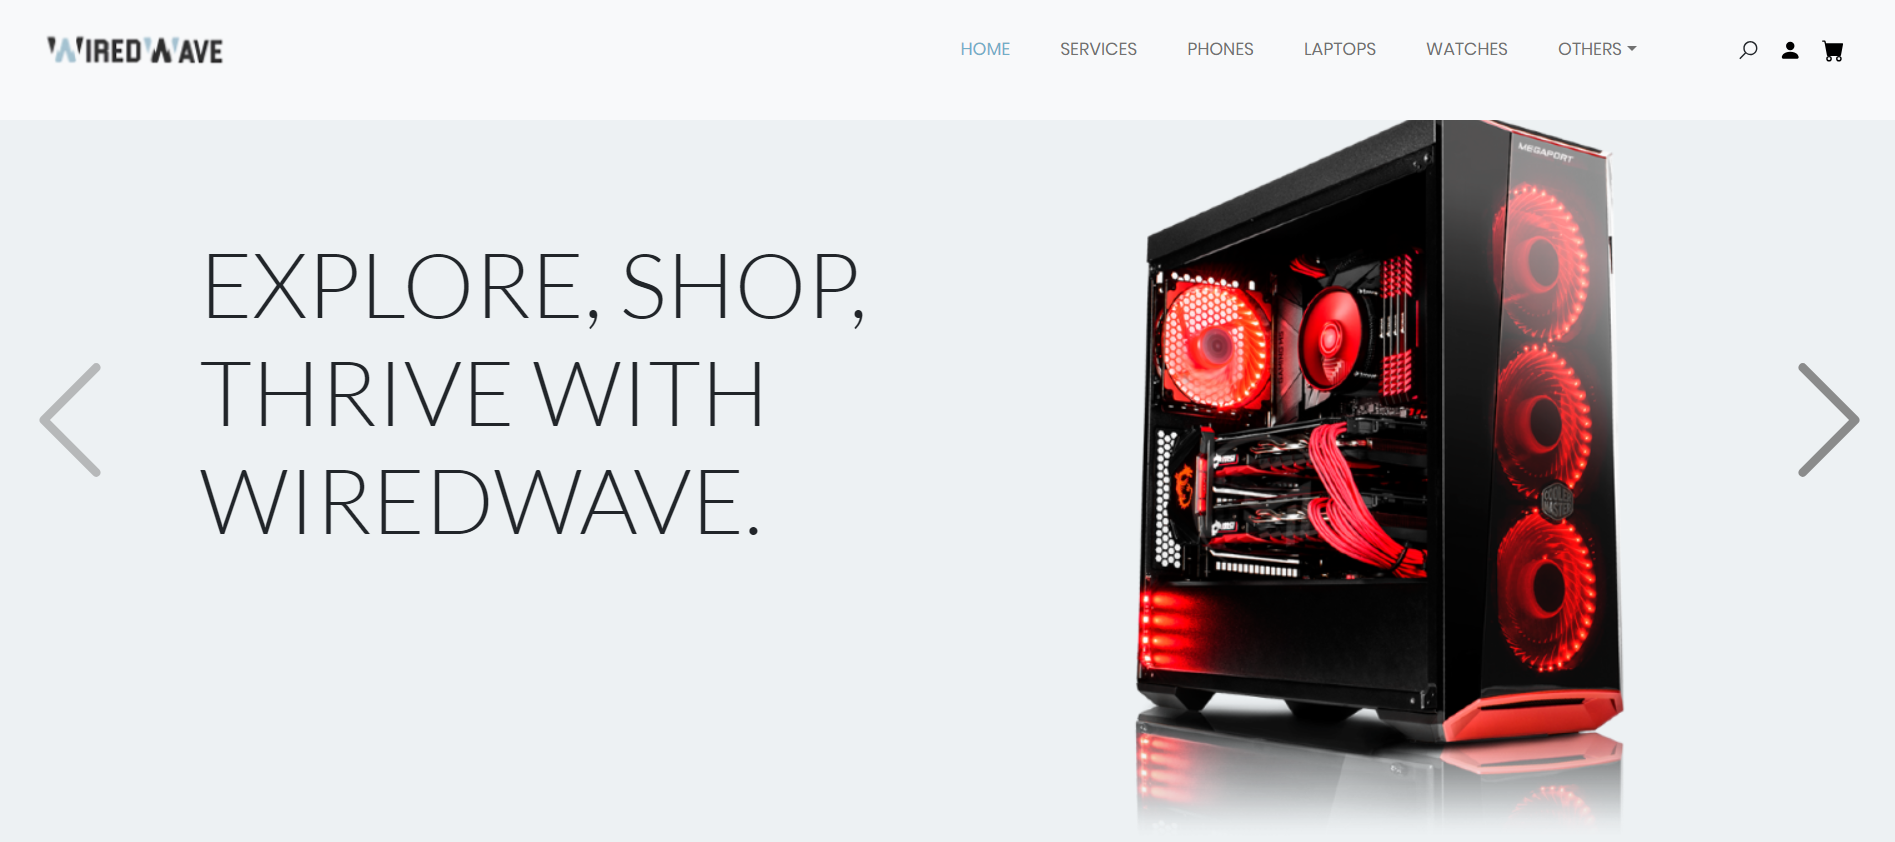 WIREDWAVE
HOME SERVICES PHONES LAPTOPS WATCHES OTHERS
MEGAPORT
EXPLORE, SHOP,
THRIVE WITH
WIREDWAVE.
COOLER
MASTER